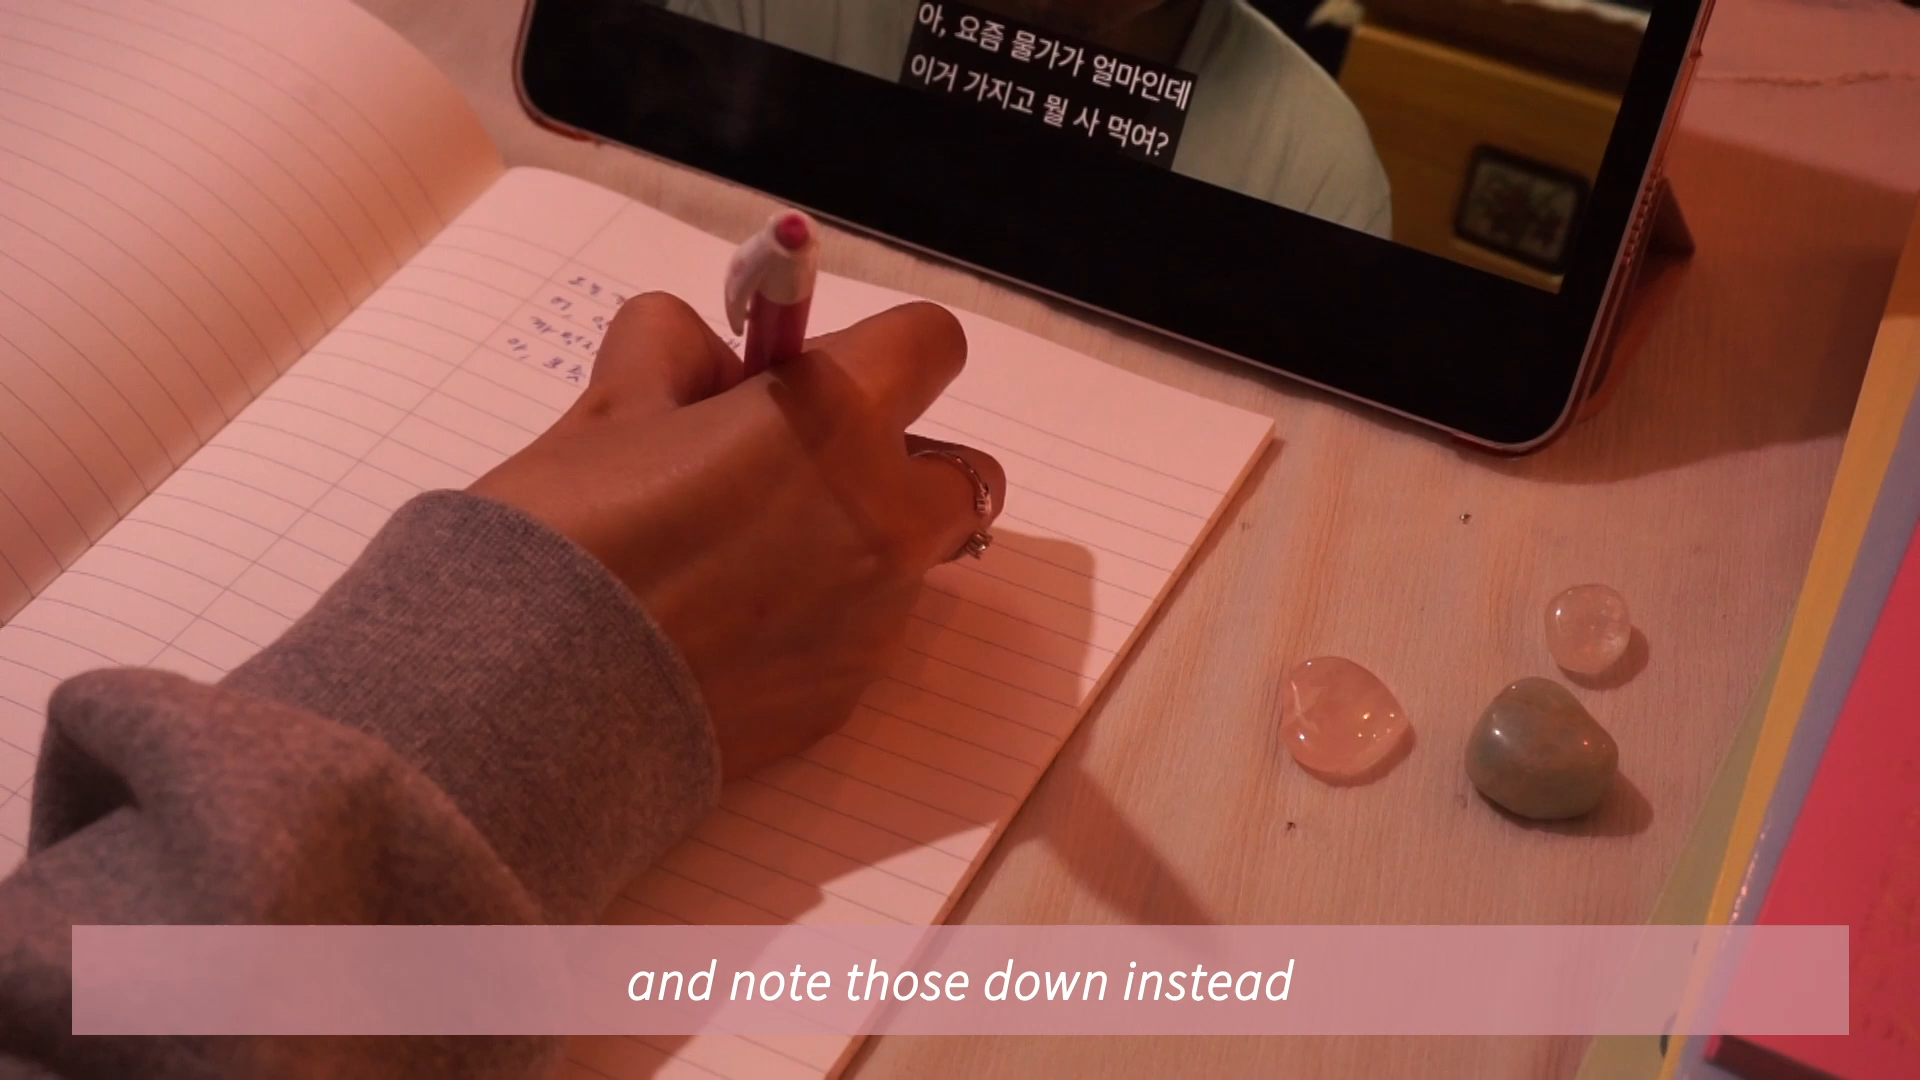 아, 요즘 물가가 얼마인데
이거 가지고 뭘 사 먹여?
and note those down instead